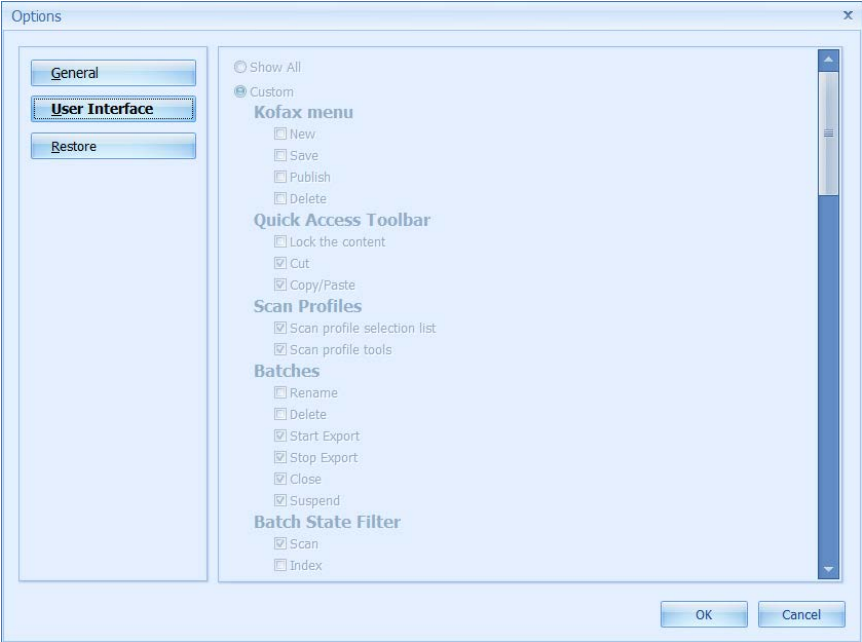 Options
x
General
User Interface
Restore
Show All
Custom
Kofax menu
New
Save
Publish
Delete
Quick Access Toolbar
Lock the content
Cut
Copy/Paste
Scan Profiles
Scan profile selection list
Scan profile tools
Batches
Rename
Delete
Start Export
Stop Export
Close
Suspend
Batch State Filter
Scan
Index
OK
Cancel